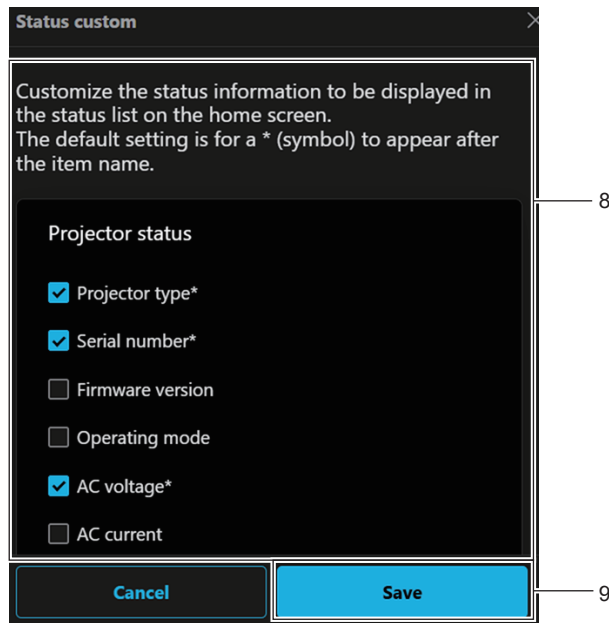 Status custom
Customize the status information to be displayed in
the status list on the home screen.
The default setting is for a * (symbol) to appear after
the item name.
8
Projector status
Projector type*
Serial number*
Firmware version
Operating mode
AC voltage*
AC current
Cancel
Save
9